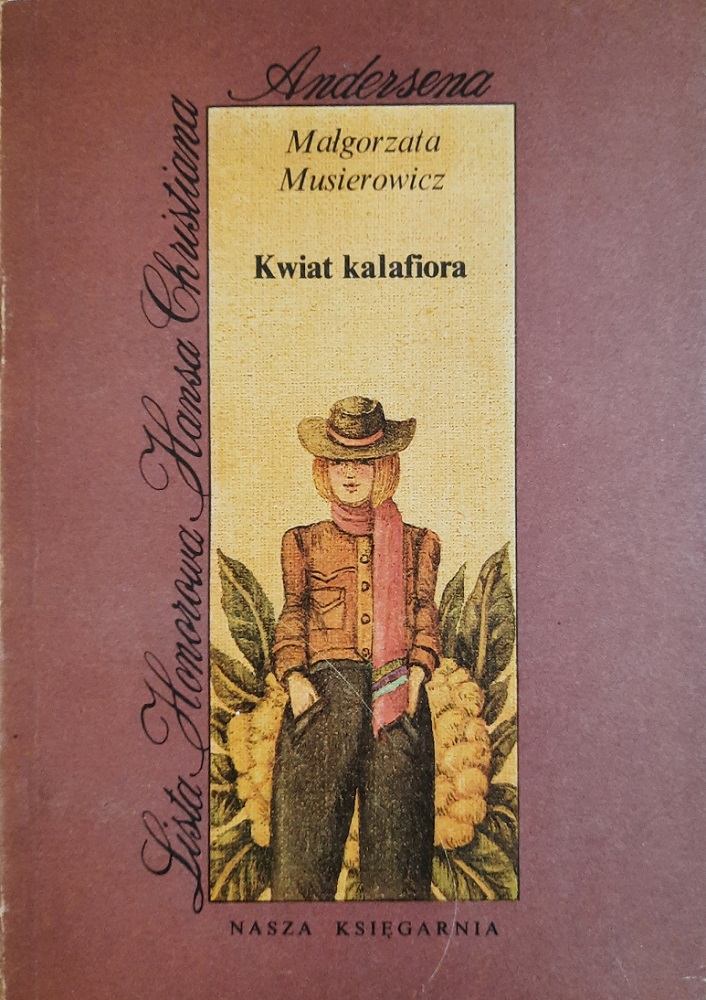 Lista Honorowa Hansa Christiana
Andersena
Małgorzata
Musierowicz
Kwiat kalafiora
NASZA KSIĘGARNIA